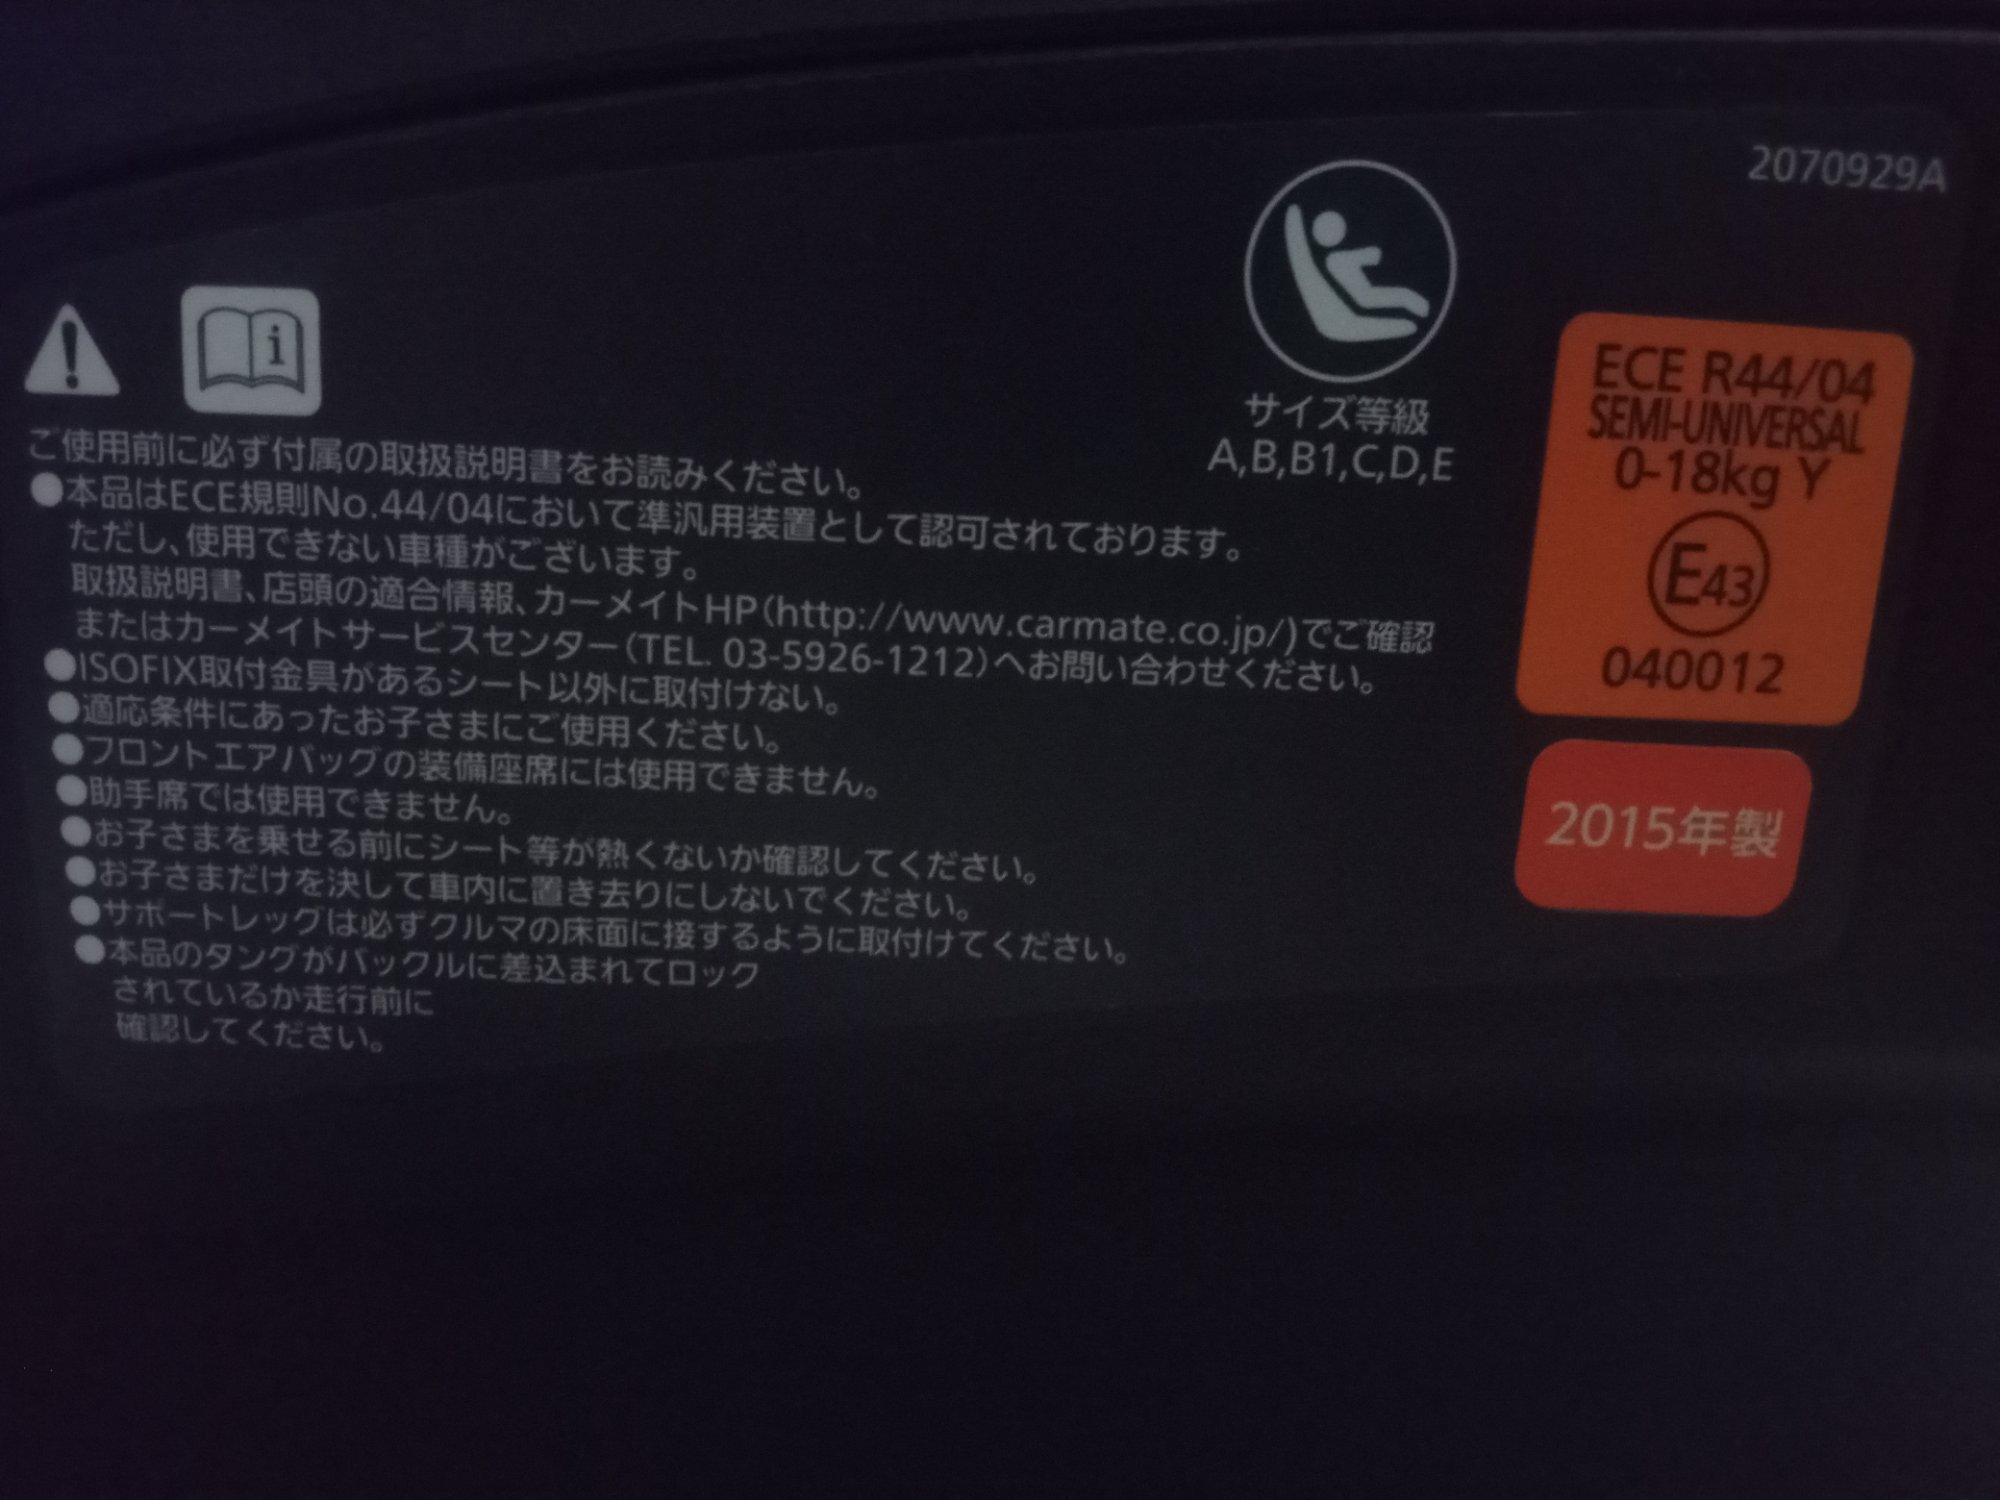 2070929A
サイズ等級
A,B,B1,C,D,E
ECE R44/04
SEMI-UNIVERSAL
0-18kg Y
E43
040012
2015年製
ご使用前に必ず付属の取扱説明書をお読みください。
●本品はECE規則No.44/04において準汎用装置として認可されております。
ただし、使用できない車種がございます。
取扱説明書、店頭の適合情報、カーメイトHP(http://www.carmate.co.jp/)でご確認
またはカーメイトサービスセンター(TEL. 03-5926-1212)へお問い合わせください。
●ISOFIX取付金具があるシート以外に取付けない。
●適応条件にあったお子さまにご使用ください。
●フロントエアバッグの装備座席には使用できません。
●助手席では使用できません。
●お子さまを乗せる前にシート等が熱くないか確認してください。
●お子さまだけを決して車内に置き去りにしないでください。
●サポートレッグは必ずクルマの床面に接するように取付けてください。
●本品のタングがバックルに差込まれてロック
されているか走行前に
確認してください。